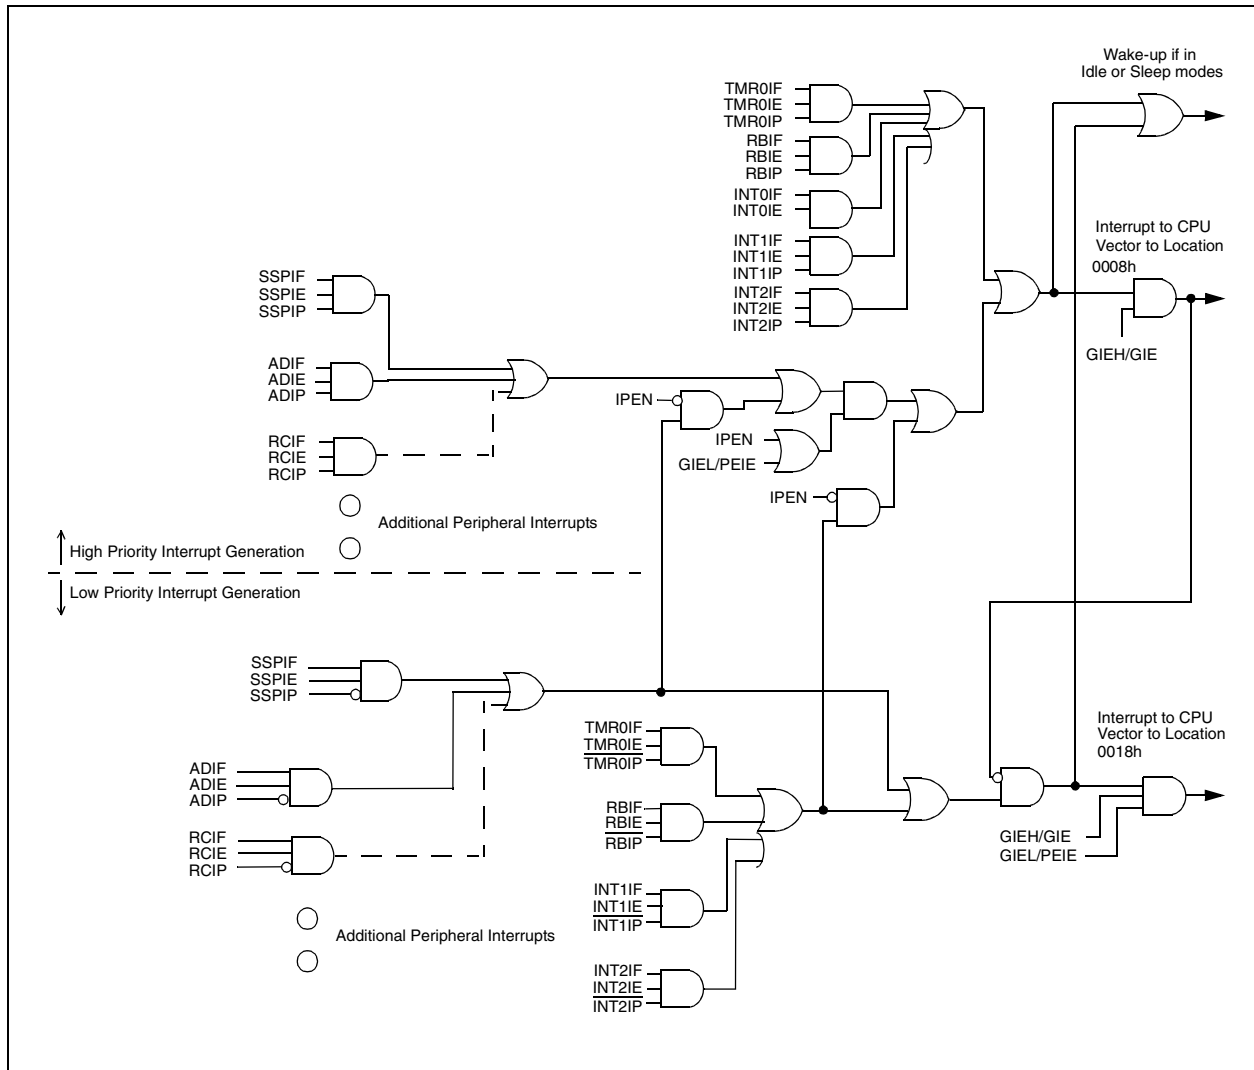 Wake-up if in
Idle or Sleep modes
TMR0IF
TMR0IE
TMR0IP
RBIF
RBIE
RBIP
INT0IF
INT0IE
INT1IF
INT1IE
INT1IP
INT2IF
INT2IE
INT2IP
Interrupt to CPU
Vector to Location
0008h
GIEH/GIE
SSPIF
SSPIE
SSPIP
ADIF
ADIE
ADIP
RCIF
RCIE
RCIP
IPEN
IPEN
GIEL/PEIE
IPEN
Additional Peripheral Interrupts
High Priority Interrupt Generation
Low Priority Interrupt Generation
SSPIF
SSPIE
SSPIP
ADIF
ADIE
ADIP
RCIF
RCIE
RCIP
Additional Peripheral Interrupts
TMR0IF
TMR0IE
TMR0IP
RBIF
RBIE
RBIP
INT1IF
INT1IE
INT1IP
INT2IF
INT2IE
INT2IP
Interrupt to CPU
Vector to Location
0018h
GIEH/GIE
GIEL/PEIE